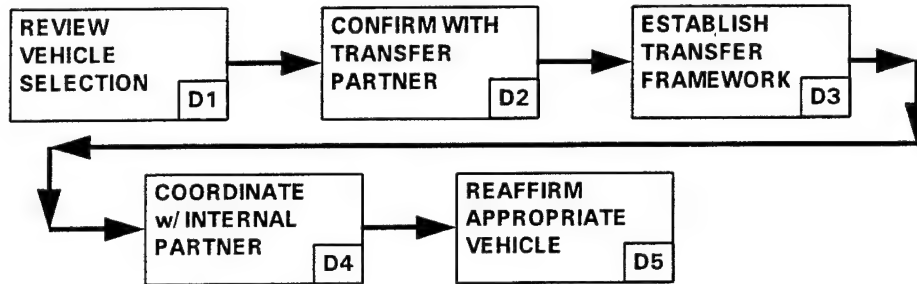 REVIEW
VEHICLE
SELECTION
D1
CONFIRM WITH
TRANSFER
PARTNER
D2
ESTABLISH
TRANSFER
FRAMEWORK
D3
COORDINATE
w/ INTERNAL
PARTNER
D4
REAFFIRM
APPROPRIATE
VEHICLE
D5